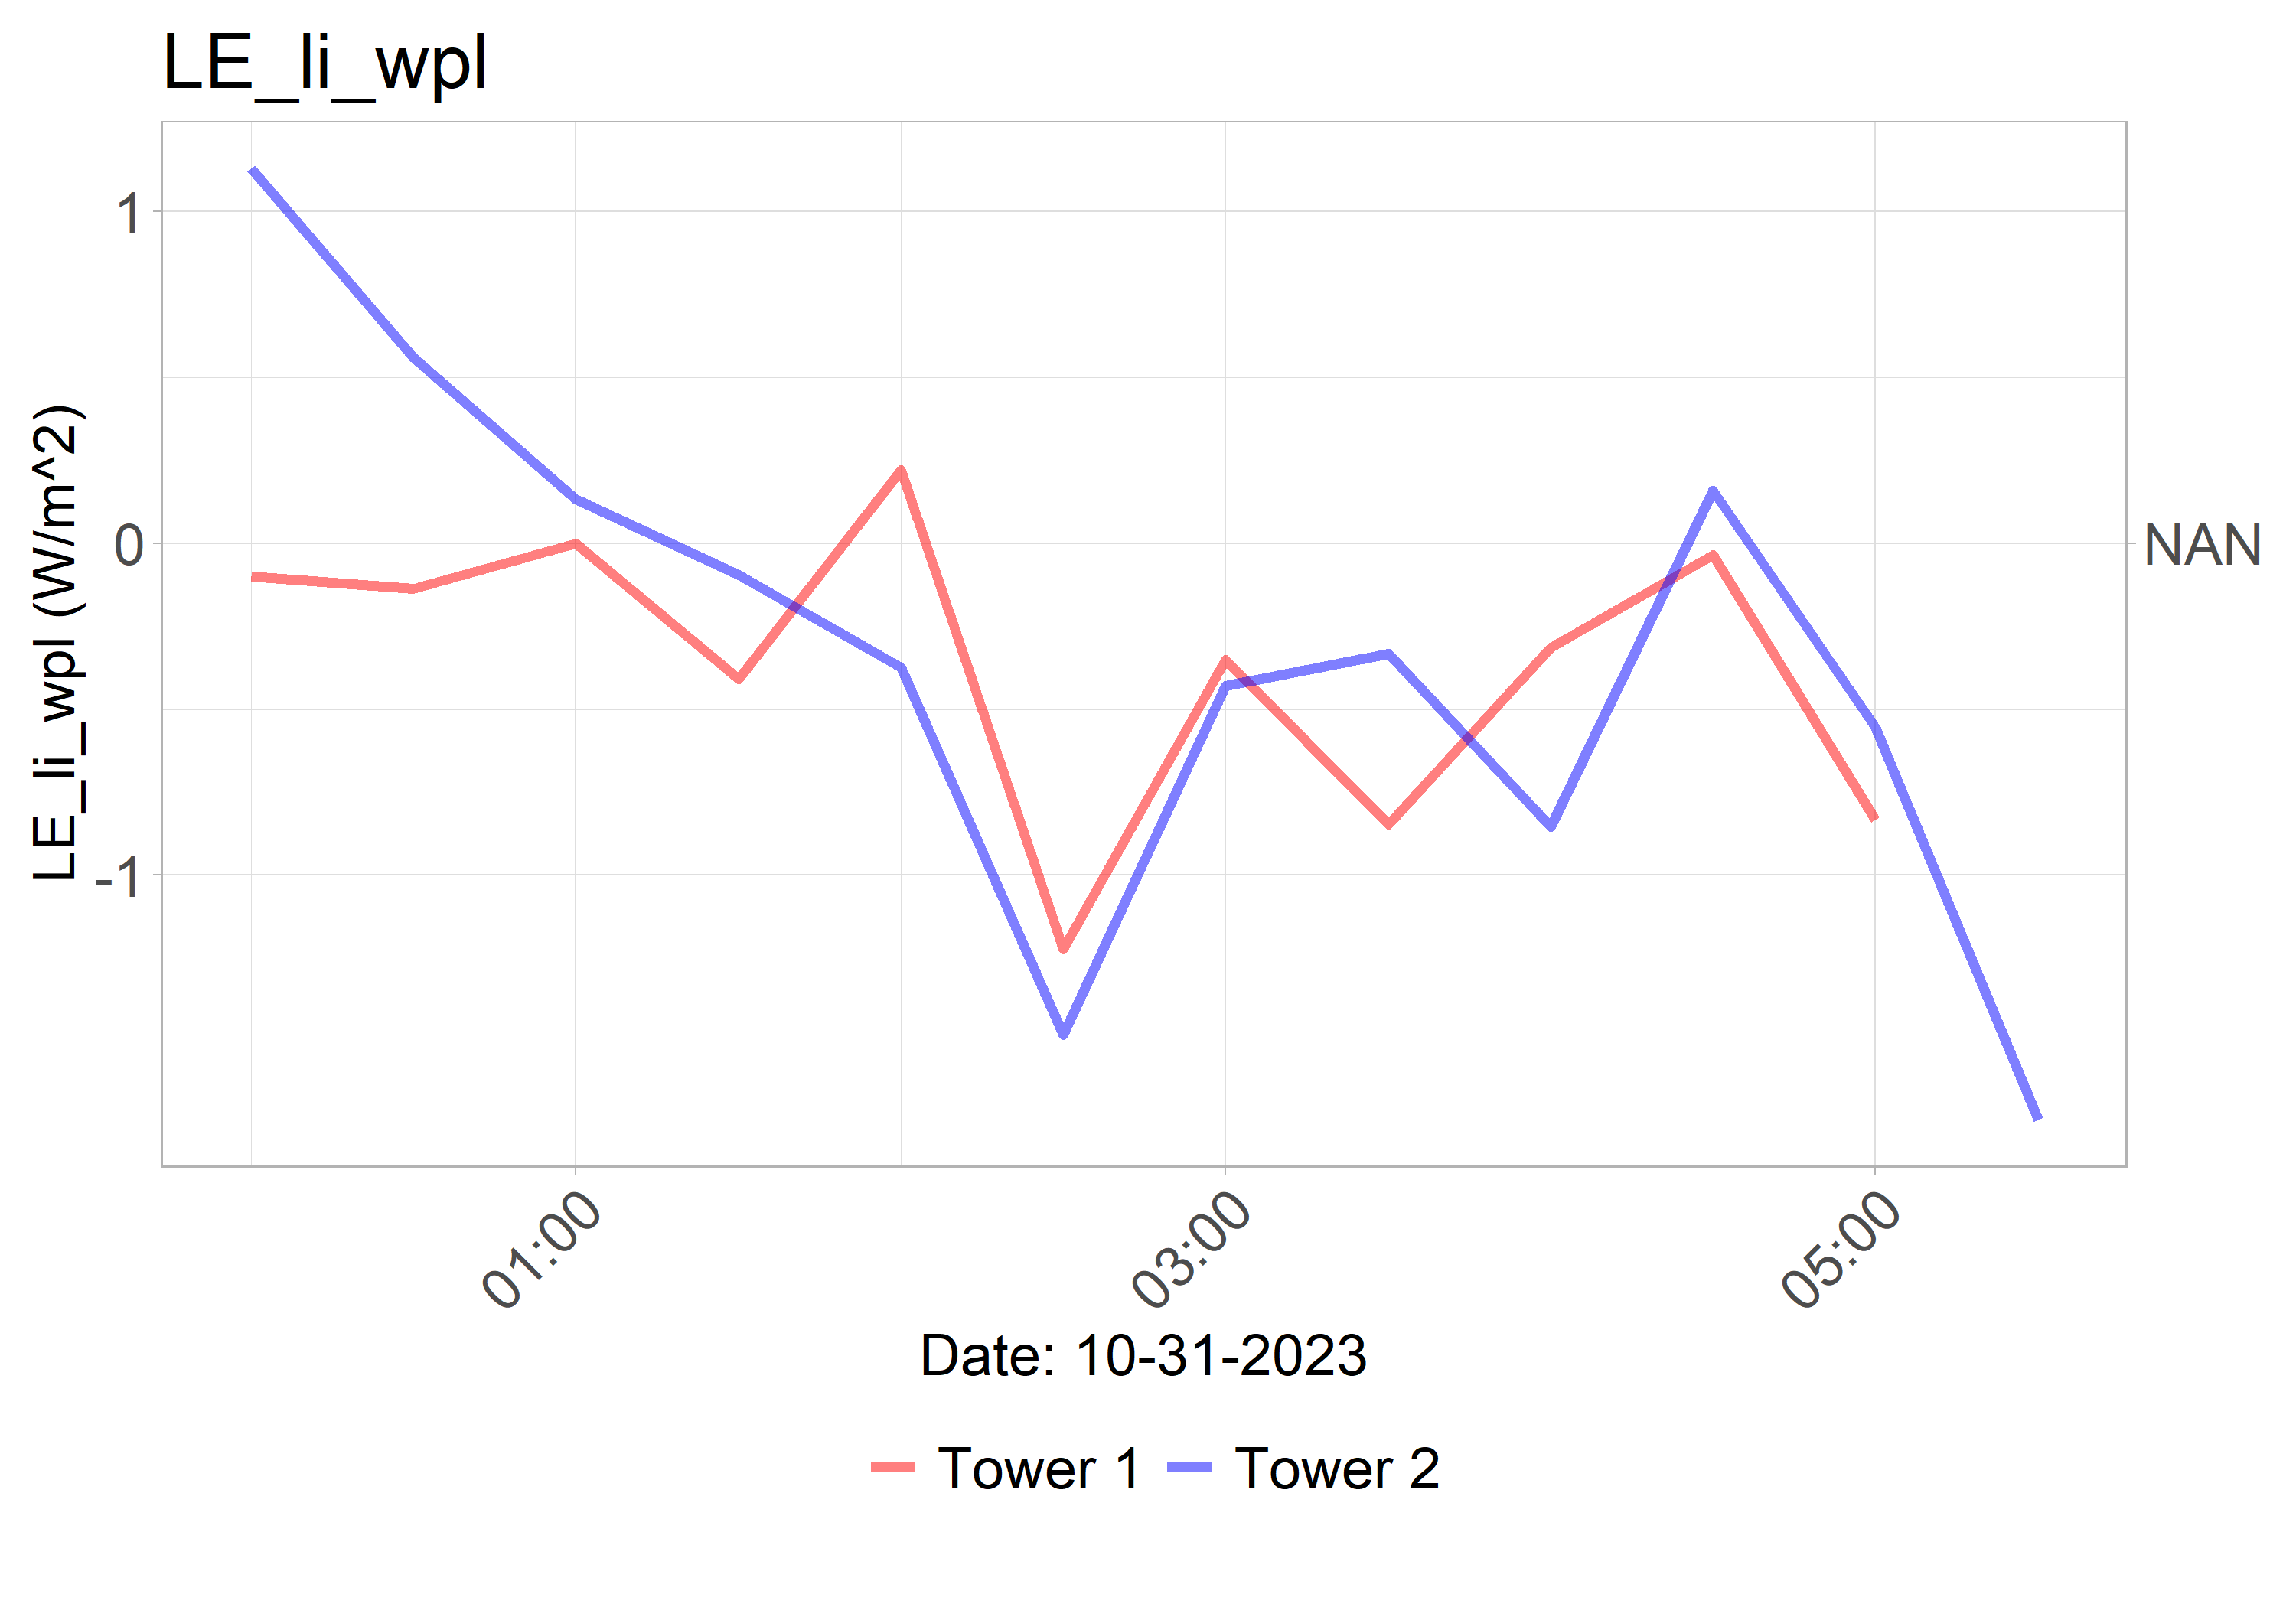 LE_li_wpl
LE_li_wpl (W/m^2)
1
0
-1
NAN
01:00
03:00
05:00
Date: 10-31-2023
Tower 1
Tower 2